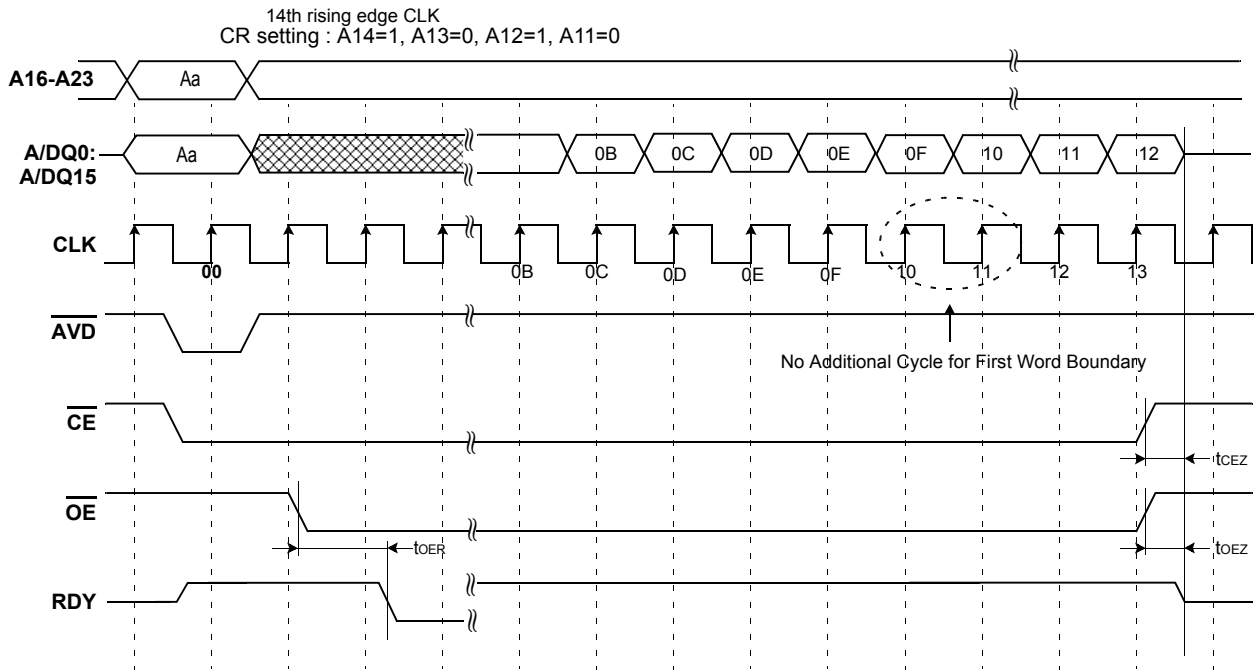 14th rising edge CLK
CR setting : A14=1, A13=0, A12=1, A11=0
A16-A23
Aa
A/DQ0:
A/DQ15
Aa
0B 0C 0D 0E 0F 10 11 12
CLK
00 0B 0C 0D 0E 0F 10 11 12 13
AVD
No Additional Cycle for First Word Boundary
CE
tCEZ
OE
tOER
tOEZ
RDY